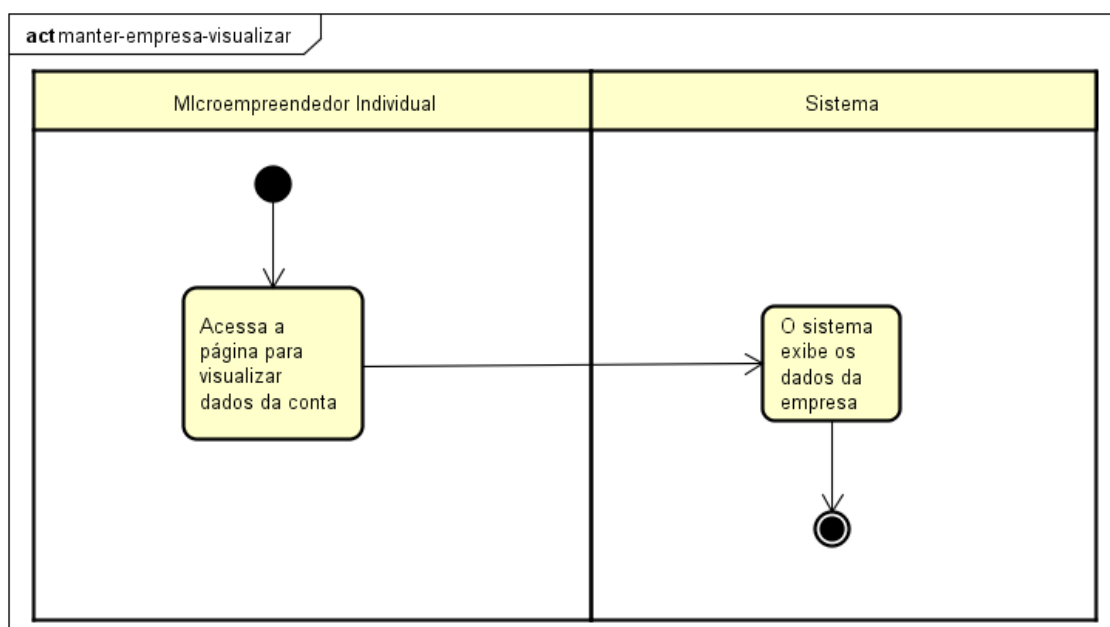 act manter-empresa-visualizar
MIcroempreendedor Individual
Sistema
Acessa a
página para
visualizar
dados da conta
O sistema
exibe os
dados da
empresa